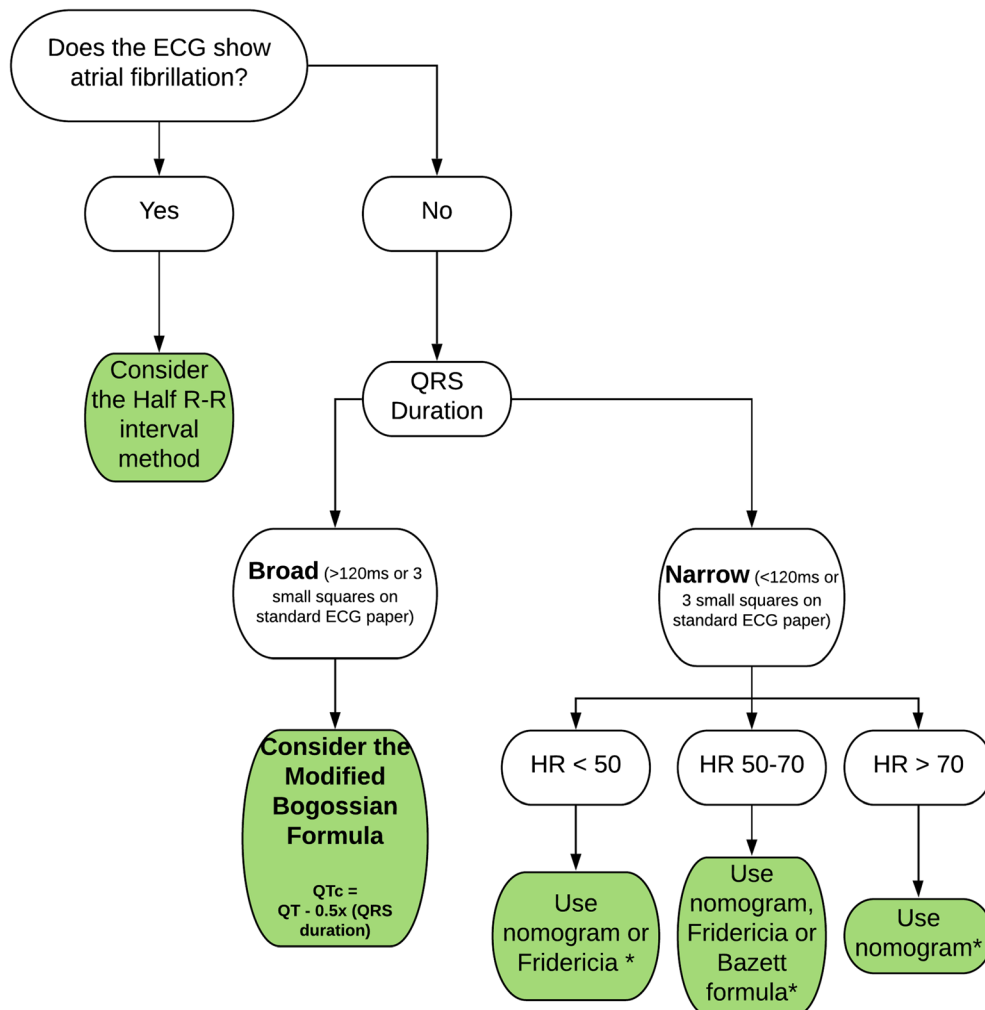 Does the ECG show
atrial fibrillation?
Yes
No
Consider
the Half R-R
interval
method
QRS
Duration
Broad (>120ms or 3
small squares on
standard ECG paper)
Narrow (<120ms or
3 small squares on
standard ECG paper)
Consider the
Modified
Bogossian
Formula
QTc =
QT - 0.5x (QRS
duration)
HR < 50
HR 50-70
HR > 70
Use
nomogram or
Fridericia *
Use
nomogram,
Fridericia or
Bazett
formula*
Use
nomogram*